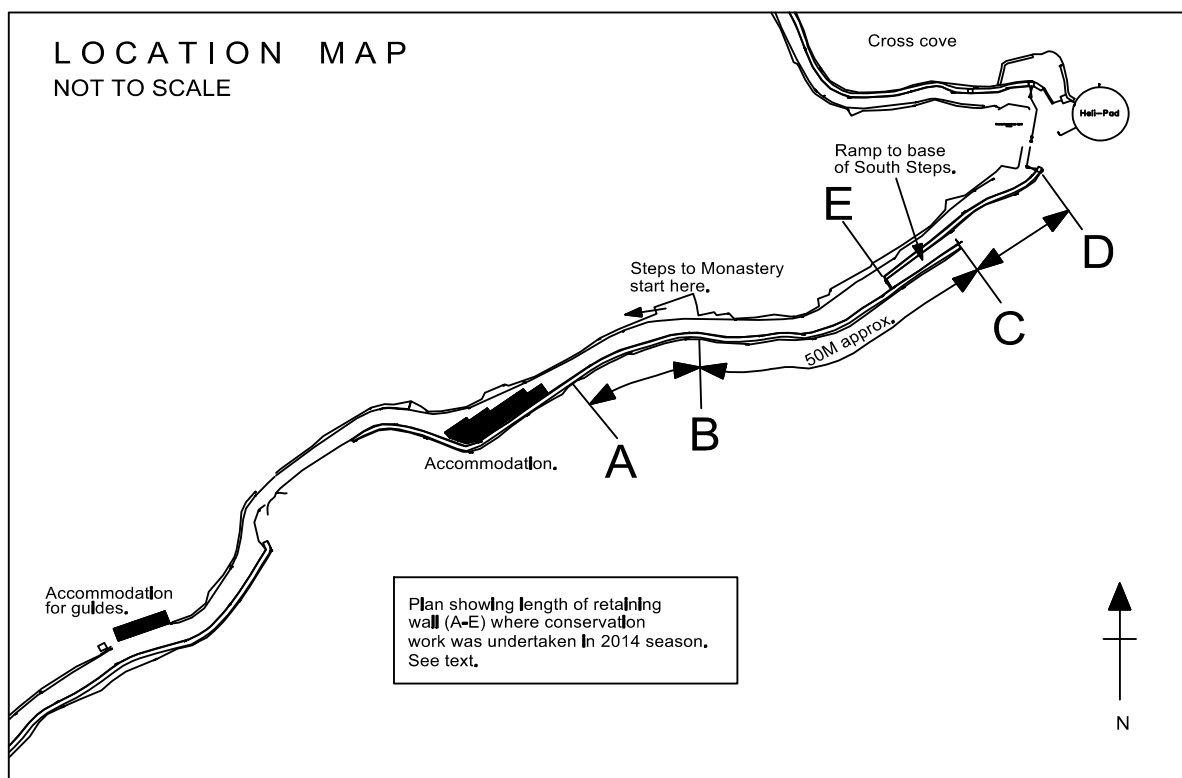 LOCATION MAP
NOT TO SCALE
Cross cove
Heli-Pad
Ramp to base
of South Steps.
E
D
Steps to Monastery
start here.
C
50M approx.
B
A
Accommodation.
Accommodation
for guides.
Plan showing length of retaining
wall (A-E) where conservation
work was undertaken in 2014 season.
See text.
N